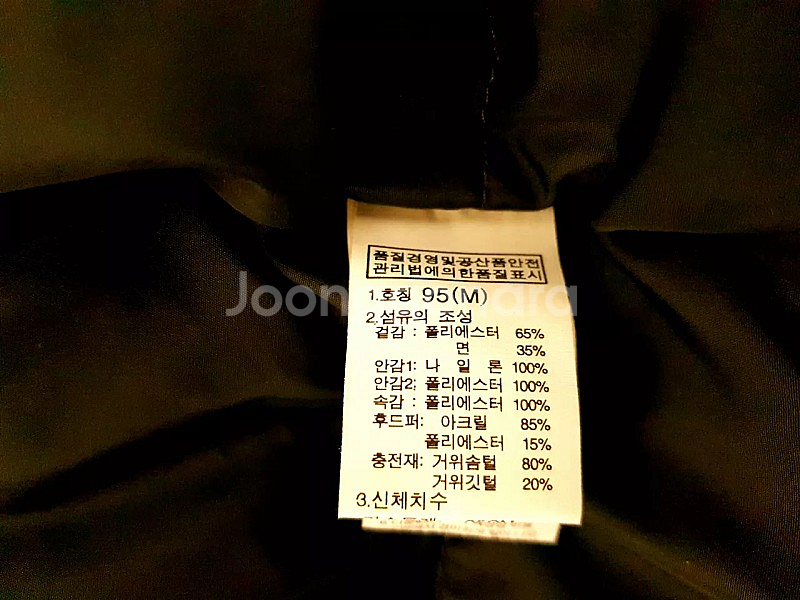 품질경영및공산품안전
관리법에의한품질표시
1.호칭 95(M)
2.섬유의 조성
겉감 : 폴리에스터 65%
면 35%
안감1: 나 일 론 100%
안감2; 폴리에스터 100%
속감 : 폴리에스터 100%
후드퍼: 아크릴 85%
폴리에스터 15%
충전재: 거위솜털 80%
거위깃털 20%
3.신체치수